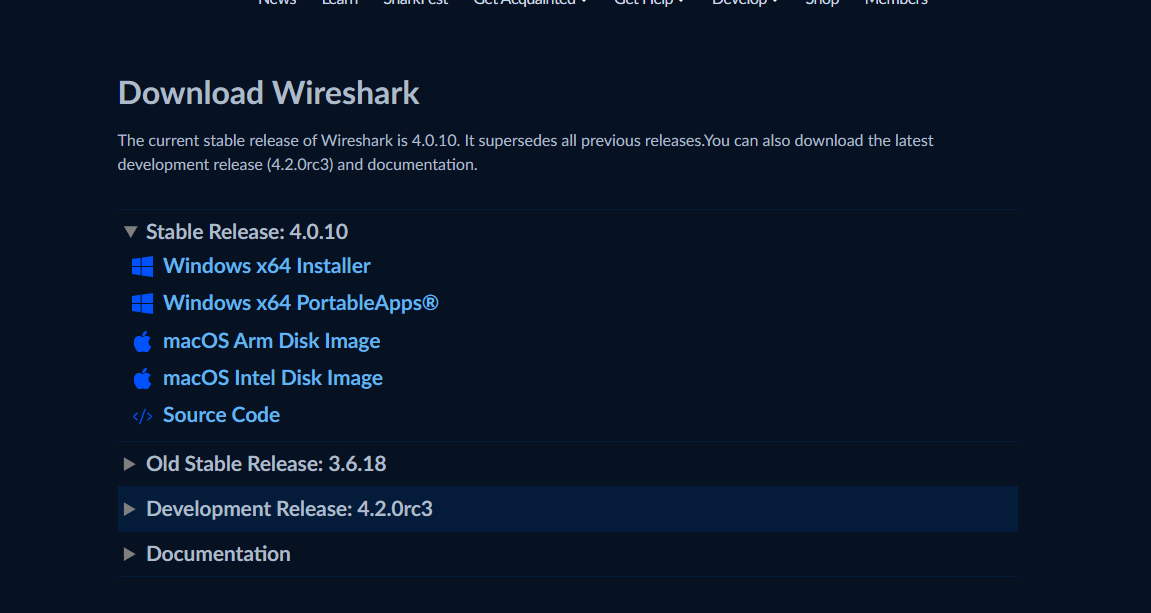 News Learn SharkFest Get Acquainted Get Help Develop Shop Members
Download Wireshark
The current stable release of Wireshark is 4.0.10. It supersedes all previous releases.You can also download the latest
development release (4.2.0rc3) and documentation.
Stable Release: 4.0.10
Windows x64 Installer
Windows x64 PortableApps®
macOS Arm Disk Image
macOS Intel Disk Image
</> Source Code
Old Stable Release: 3.6.18
Development Release: 4.2.0rc3
Documentation